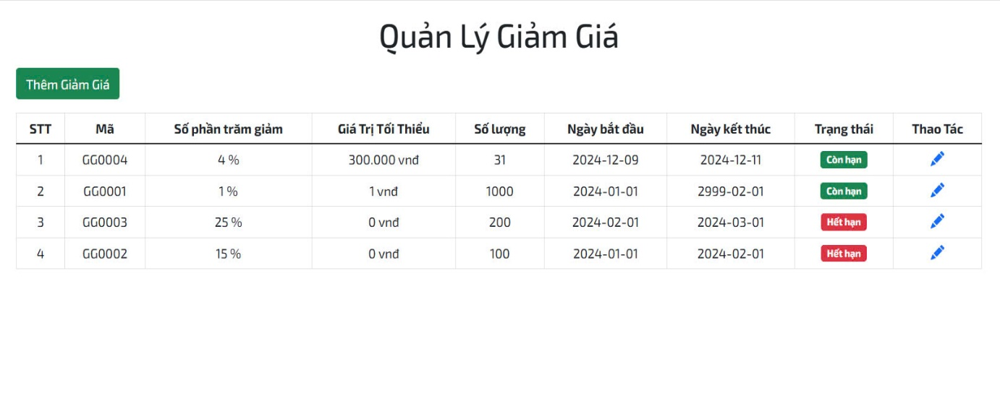 Quản Lý Giảm Giá
Thêm Giảm Giá
STT Mã Số phần trăm giảm Giá Trị Tối Thiểu Số lượng Ngày bắt đầu Ngày kết thúc Trạng thái Thao Tác
1 GG0004 4 % 300.000 vnđ 31 2024-12-09 2024-12-11 Còn hạn
2 GG0001 1 % 1 vnđ 1000 2024-01-01 2999-02-01 Còn hạn
3 GG0003 25 % 0 vnđ 200 2024-02-01 2024-03-01 Hết hạn
4 GG0002 15 % 0 vnđ 100 2024-01-01 2024-02-01 Hết hạn